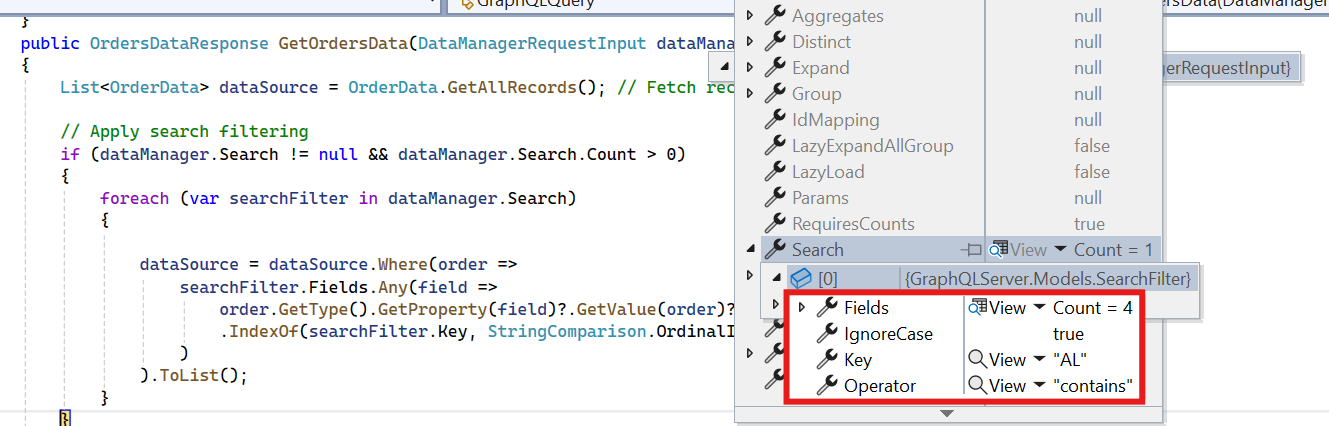 GraphQLQuery
}
public OrdersDataResponse GetOrdersData(DataManagerRequestInput dataMana
{
List<OrderData> dataSource = OrderData.GetAllRecords(); // Fetch rec
// Apply search filtering
if (dataManager.Search != null && dataManager.Search.Count > 0)
{
foreach (var searchFilter in dataManager.Search)
{
dataSource = dataSource.Where(order =>
searchFilter.Fields.Any(field =>
order.GetType().GetProperty(field)?.GetValue(order)?
.IndexOf(searchFilter.Key, StringComparison.OrdinalI
)
).ToList();
}
}
ersData(DataManager
gerRequestInput}
Aggregates null
Distinct null
Expand null
Group null
IdMapping null
LazyExpandAllGroup false
LazyLoad false
Params null
RequiresCounts true
Search View Count = 1
[0] {GraphQLServer.Models.SearchFilter}
Fields View Count = 4
IgnoreCase true
Key View "AL"
Operator View "contains"